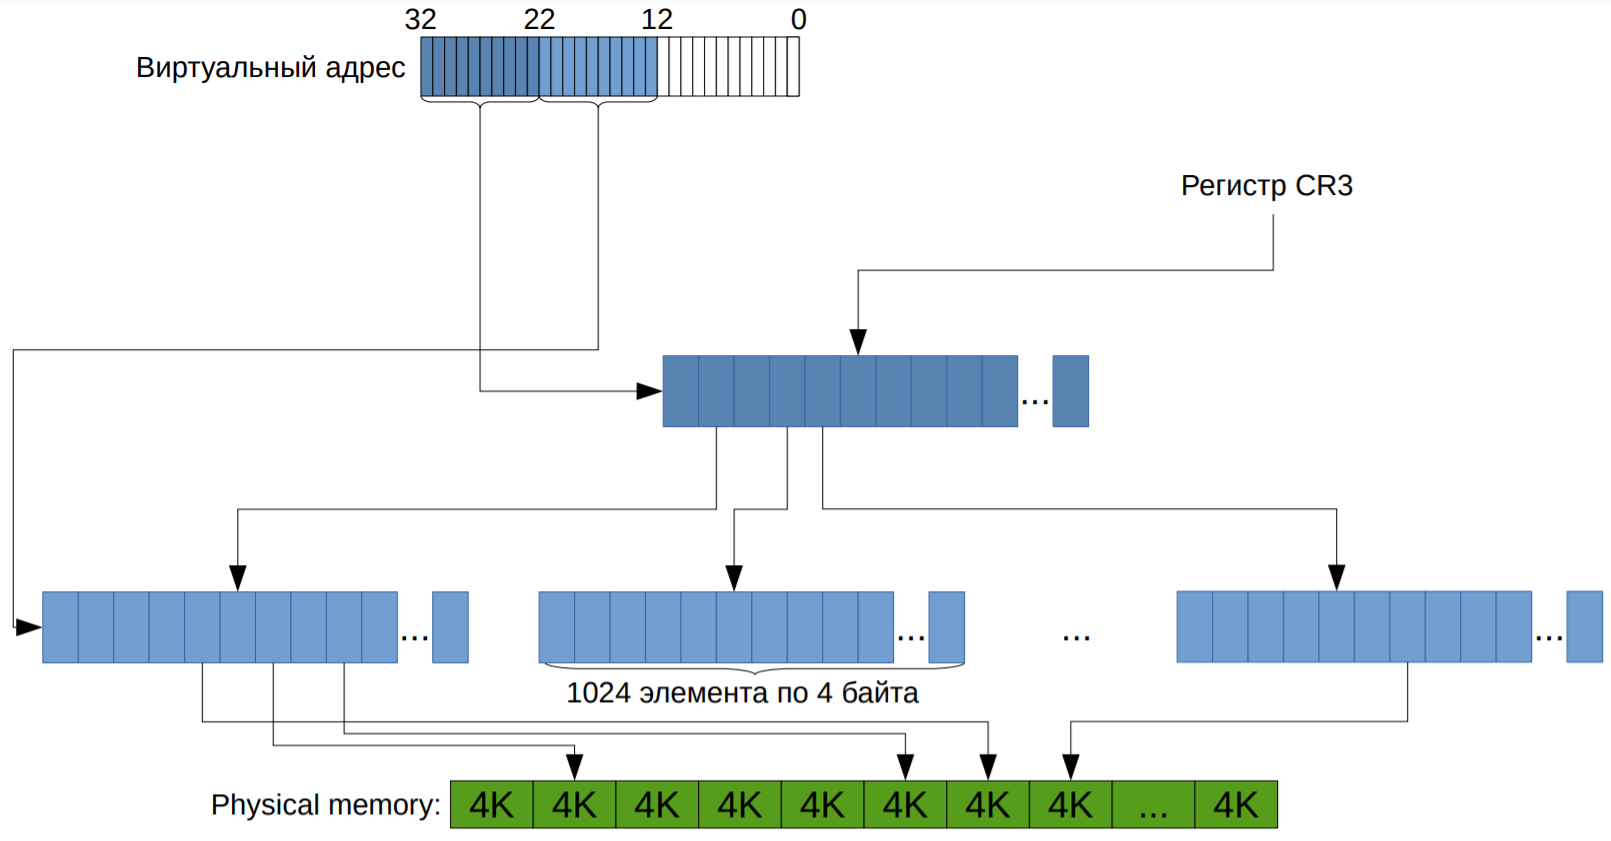 32 22 12 0
Виртуальный адрес
Регистр CR3
...
... ... ... ...
1024 элемента по 4 байта
Physical memory: 4K 4K 4K 4K 4K 4K 4K 4K ... 4K